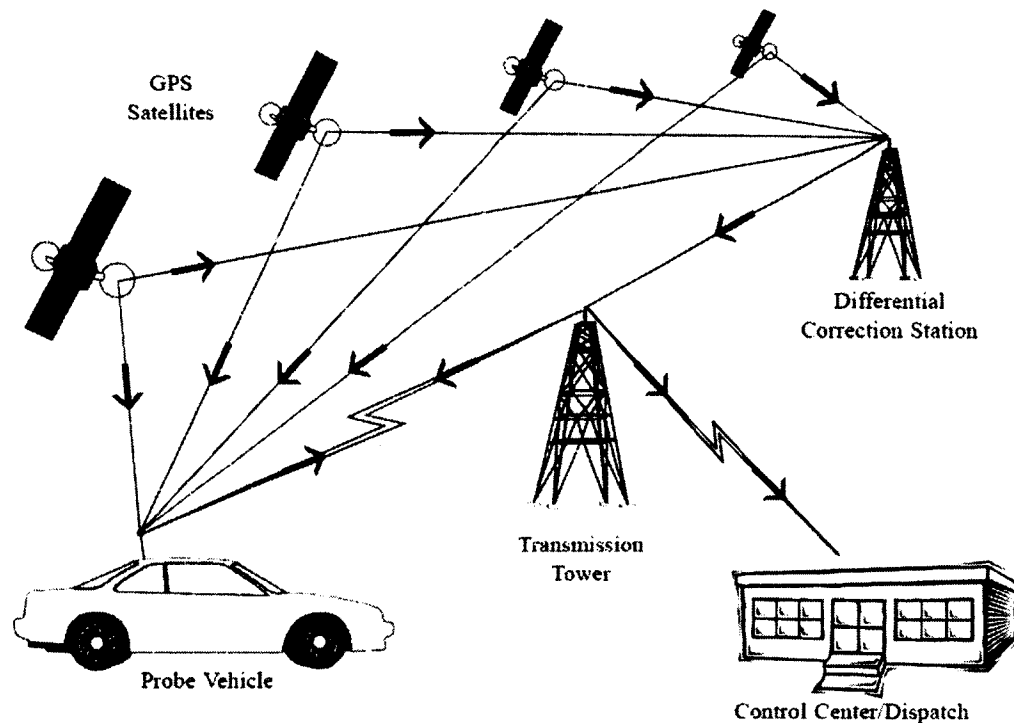 GPS
Satellites
Differential
Correction Station
Transmission
Tower
Probe Vehicle
Control Center/Dispatch